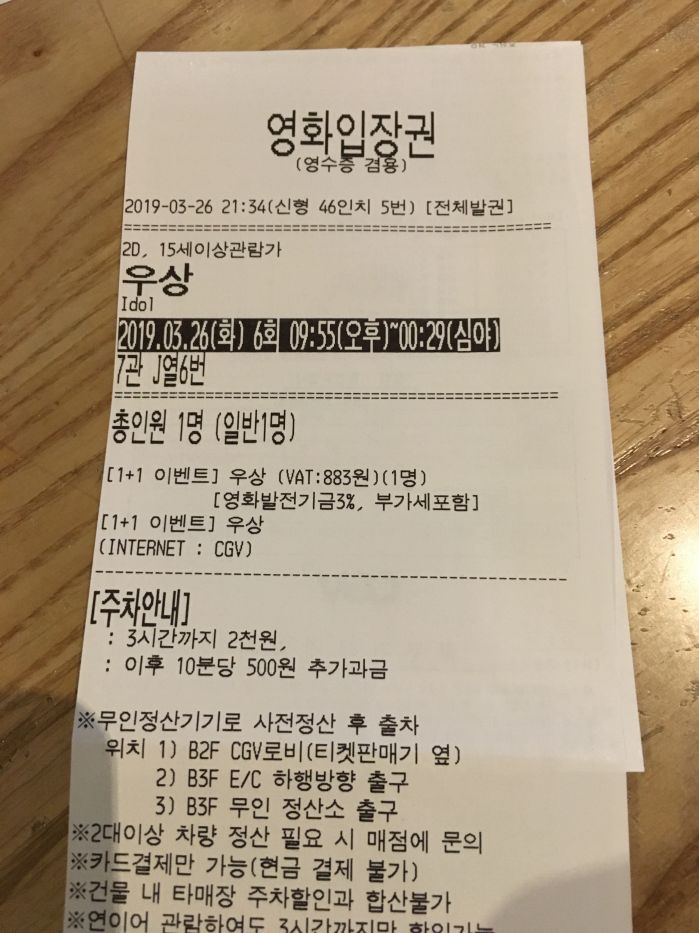 영화입장권
(영수증 겸용)
2019-03-26 21:34(신형 46인치 5번) [전체발권]
2D, 15세이상관람가
우상
Idol
2019.03.26(화) 6회 09:55(오후)~00:29(심야)
7관 J열6번
총인원 1명 (일반1명)
[1+1 이벤트] 우상 (VAT:883원)(1명)
[영화발전기금3%, 부가세포함]
[1+1 이벤트] 우상
(INTERNET : CGV)
[주차안내]
: 3시간까지 2천원,
: 이후 10분당 500원 추가과금
※무인정산기기로 사전정산 후 출차
위치 1) B2F CGV로비(티켓판매기 옆)
2) B3F E/C 하행방향 출구
3) B3F 무인 정산소 출구
※2대이상 차량 정산 필요 시 매점에 문의
※카드결제만 가능(현금 결제 불가)
※건물 내 타매장 주차할인과 합산불가
※연이어 관람하여도 3시간까지만 할인가능